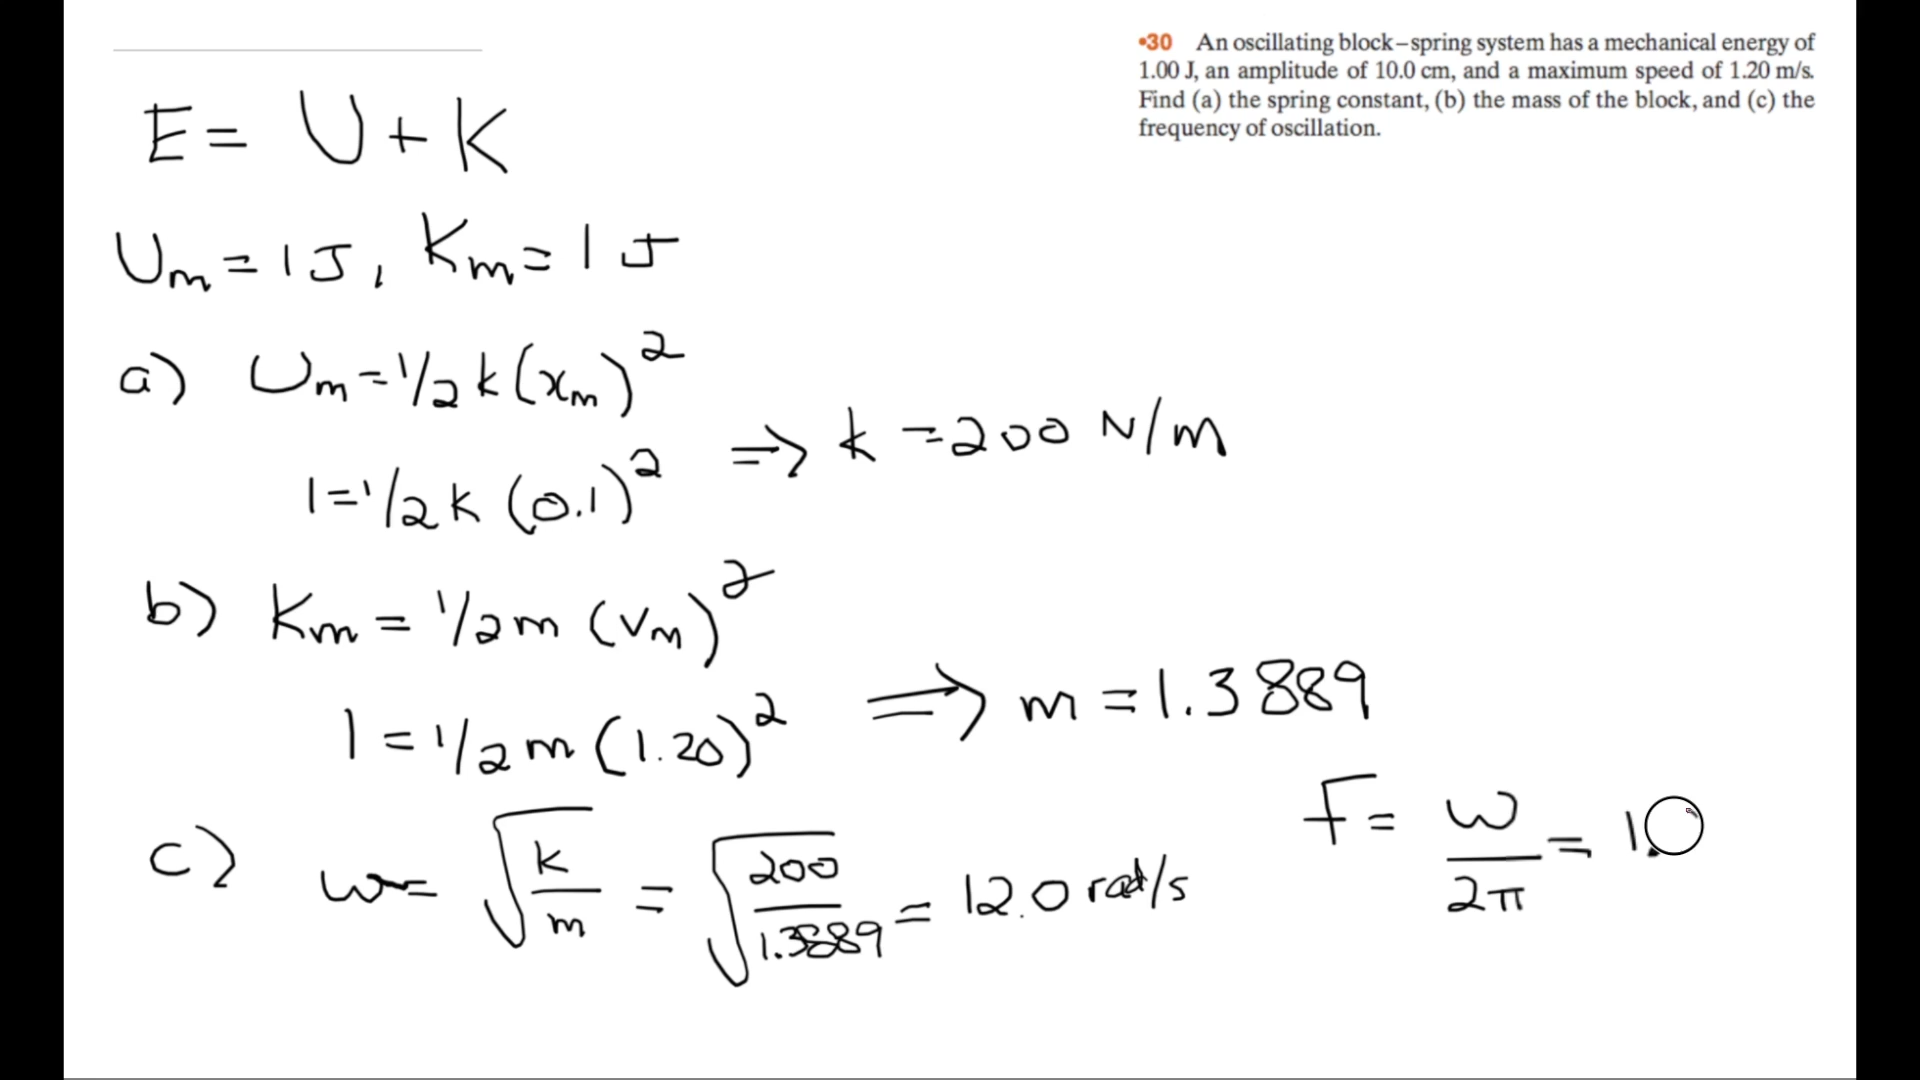 •30 An oscillating block–spring system has a mechanical energy of
1.00 J, an amplitude of 10.0 cm, and a maximum speed of 1.20 m/s.
Find (a) the spring constant, (b) the mass of the block, and (c) the
frequency of oscillation.
E = U + K
Um = 1 J, Km = 1 J
a) Um = 1/2 k (xm)²
1 = 1/2 k (0.1)² ⇒ k = 200 N/m
b) Km = 1/2 m (vm)²
1 = 1/2 m (1.20)² ⇒ m = 1.3889
c) ω = √(k/m) = √(200/1.3889) = 12.0 rad/s
F = ω/2π = 1.